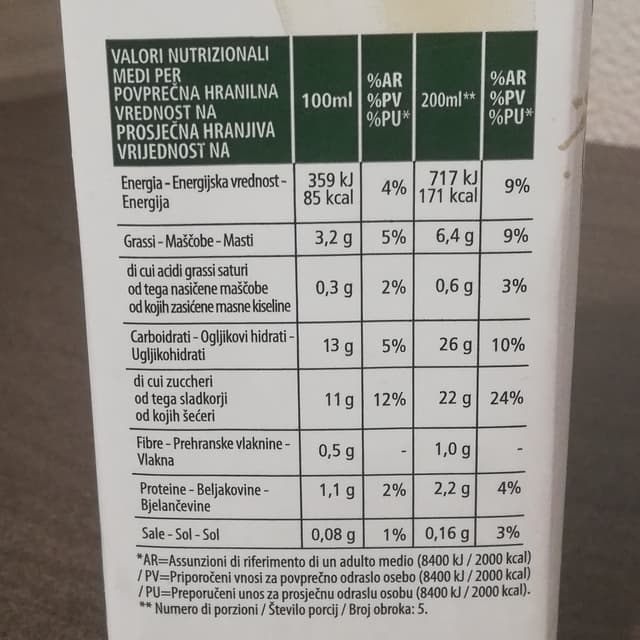 VALORI NUTRIZIONALI
MEDI PER
POVPREČNA HRANILNA
VREDNOST NA
PROSJEČNA HRANJIVA
VRIJEDNOST NA
100ml
%AR
%PV
%PU*
200ml**
%AR
%PV
%PU*
Energia - Energijska vrednost -
Energija
359 kJ
85 kcal
4%
717 kJ
171 kcal
9%
Grassi - Maščobe - Masti
3,2 g
5%
6,4 g
9%
di cui acidi grassi saturi
od tega nasičene maščobe
od kojih zasićene masne kiseline
0,3 g
2%
0,6 g
3%
Carboidrati - Ogljikovi hidrati -
Ugljikohidrati
13 g
5%
26 g
10%
di cui zuccheri
od tega sladkorji
od kojih šećeri
11 g
12%
22 g
24%
Fibre - Prehranske vlaknine -
Vlakna
0,5 g
-
1,0 g
-
Proteine - Beljakovine -
Bjelančevine
1,1 g
2%
2,2 g
4%
Sale - Sol - Sol
0,08 g
1%
0,16 g
3%
*AR=Assunzioni di riferimento di un adulto medio (8400 kJ / 2000 kcal)
/ PV=Priporočeni vnosi za povprečno odraslo osebo (8400 kJ / 2000 kcal)
/ PU=Preporučeni unos za prosječnu odraslu osobu (8400 kJ / 2000 kcal).
** Numero di porzioni / Število porcij / Broj obroka: 5.